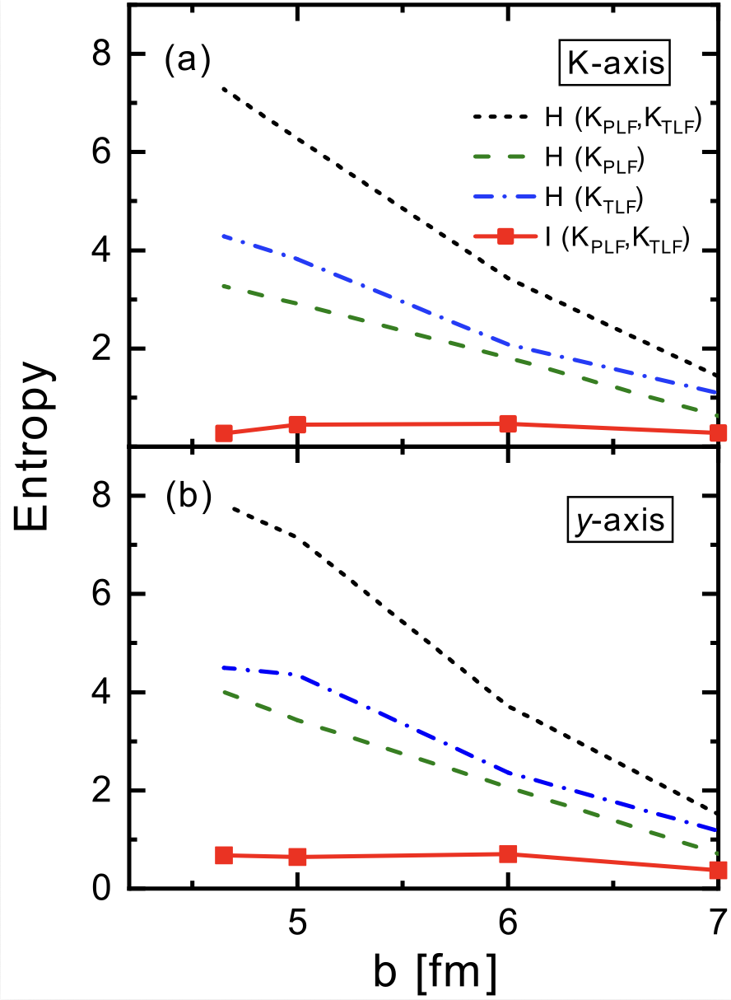 (a)
K-axis
H (K_PLF,K_TLF)
H (K_PLF)
H (K_TLF)
I (K_PLF,K_TLF)
8
6
4
2
Entropy
(b)
y-axis
8
6
4
2
0
5 6 7
b [fm]